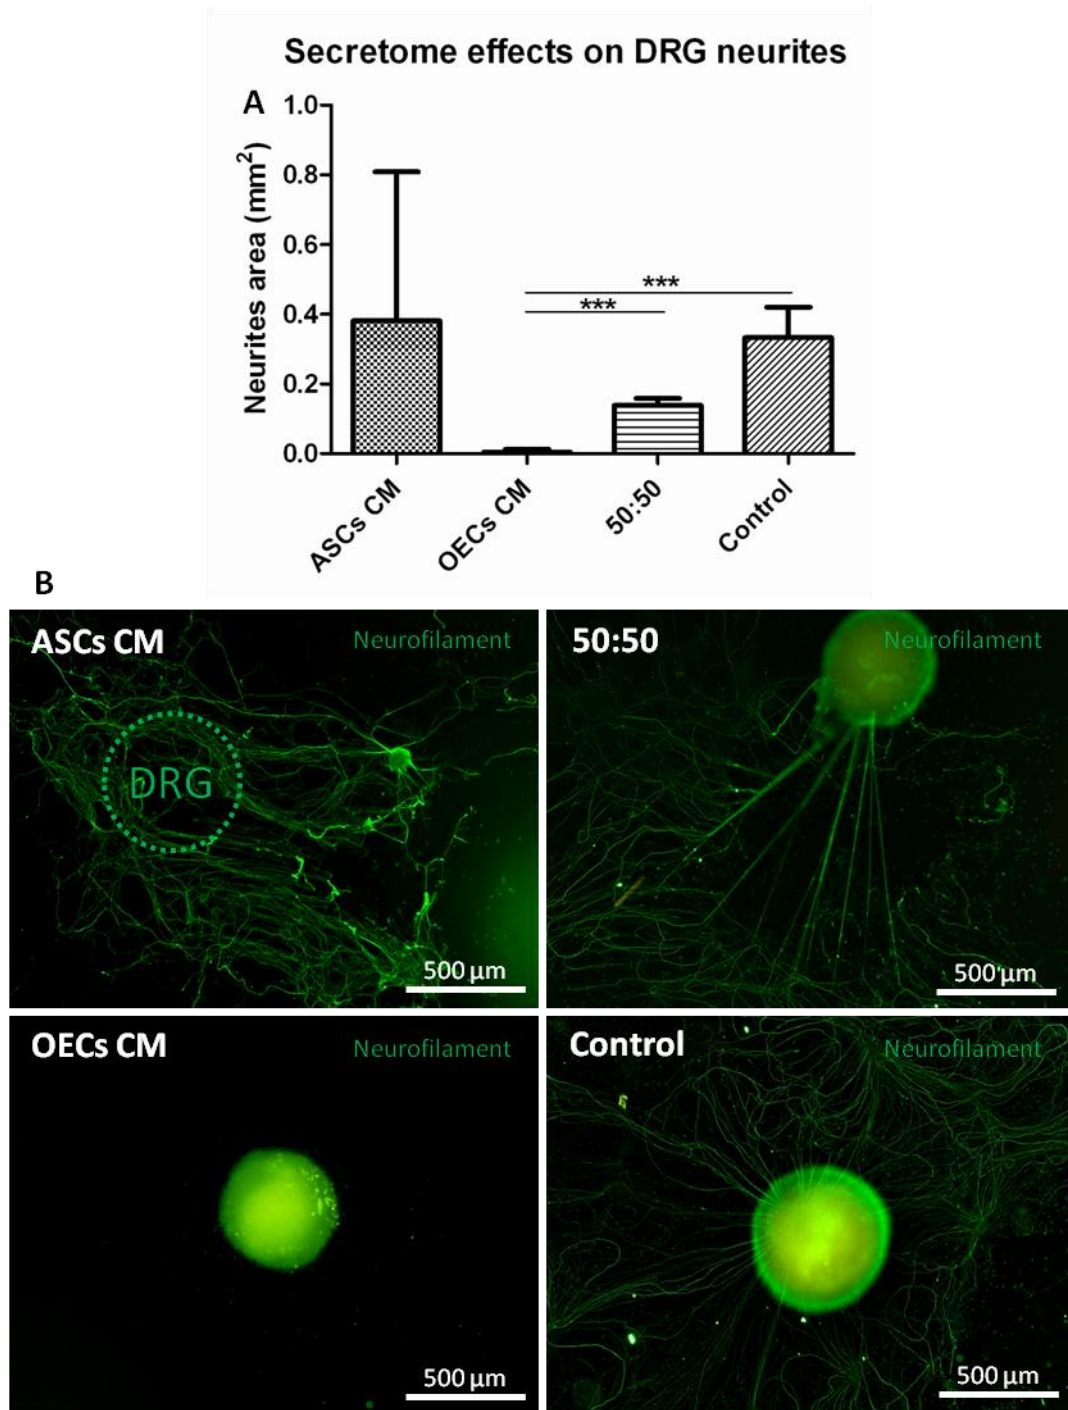 Secretome effects on DRG neurites
A
Neurites area (mm²)
1.0
0.8
0.6
0.4
0.2
0.0
***
***
ASCs CM
OECs CM
50:50
Control
B
ASCs CM
Neurofilament
DRG
500 µm
50:50
Neurofilament
500 µm
OECs CM
Neurofilament
500 µm
Control
Neurofilament
500 µm